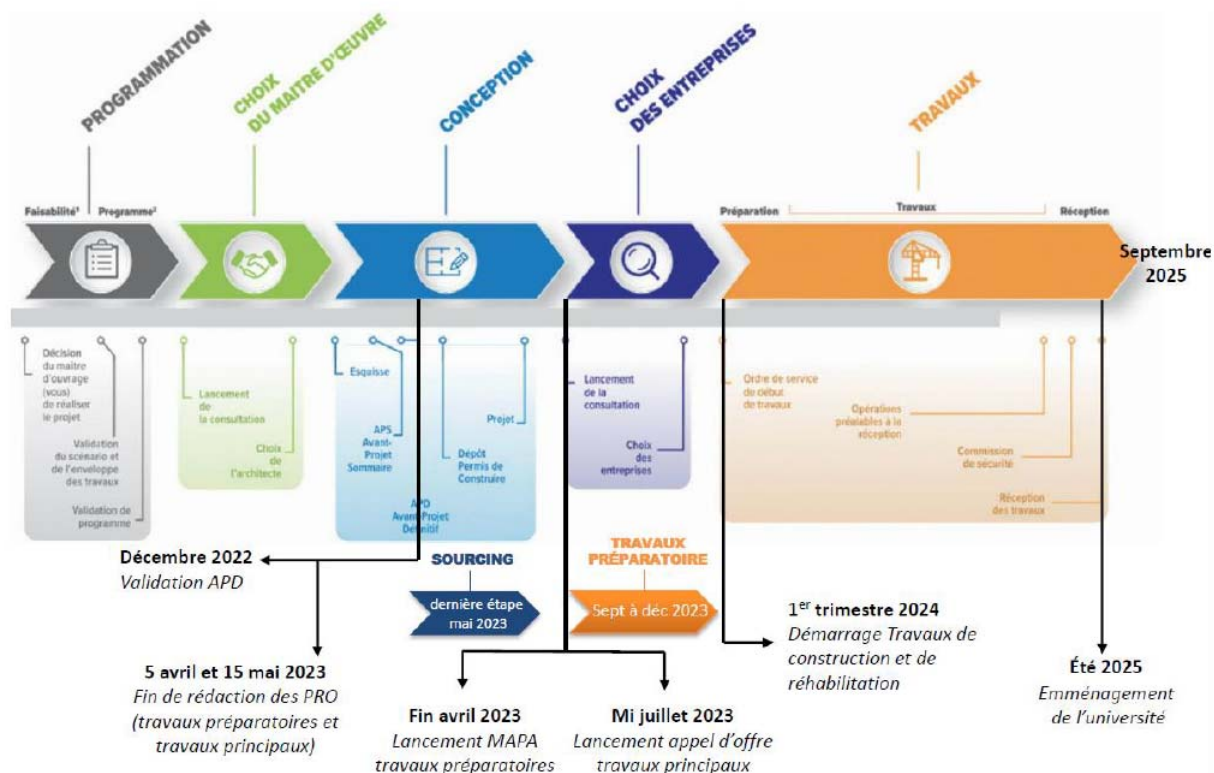 PROGRAMMATION
CHOIX
DU MAITRE D'ŒUVRE
CONCEPTION
CHOIX
DES ENTREPRISES
TRAVAUX
Faisabilité¹
Programme²
Préparation
Travaux
Réception
Septembre
2025
Décision
du maître
d'ouvrage
(vous)
de réaliser
le projet
Validation
du scénario et
de l'enveloppe
des travaux
Validation de
programme
Lancement
de
la consultation
Choix
de
l'architecte
Esquisse
APS
Avant-
Projet
Sommaire
APD
Avant-Projet
Définitif
Dépôt
Permis de
Construire
Projet
Lancement
de la
consultation
Choix
des
entreprises
Ordre de service
de début
de travaux
Opérations
préalables à la
réception
Commission
de sécurité
Réception
des travaux
Décembre 2022
Validation APD
SOURCING
dernière étape
mai 2023
TRAVAUX
PRÉPARATOIRE
Sept à déc 2023
5 avril et 15 mai 2023
Fin de rédaction des PRO
(travaux préparatoires et
travaux principaux)
Fin avril 2023
Lancement MAPA
travaux préparatoires
Mi juillet 2023
Lancement appel d'offre
travaux principaux
1er trimestre 2024
Démarrage Travaux de
construction et de
réhabilitation
Été 2025
Emménagement
de l'université